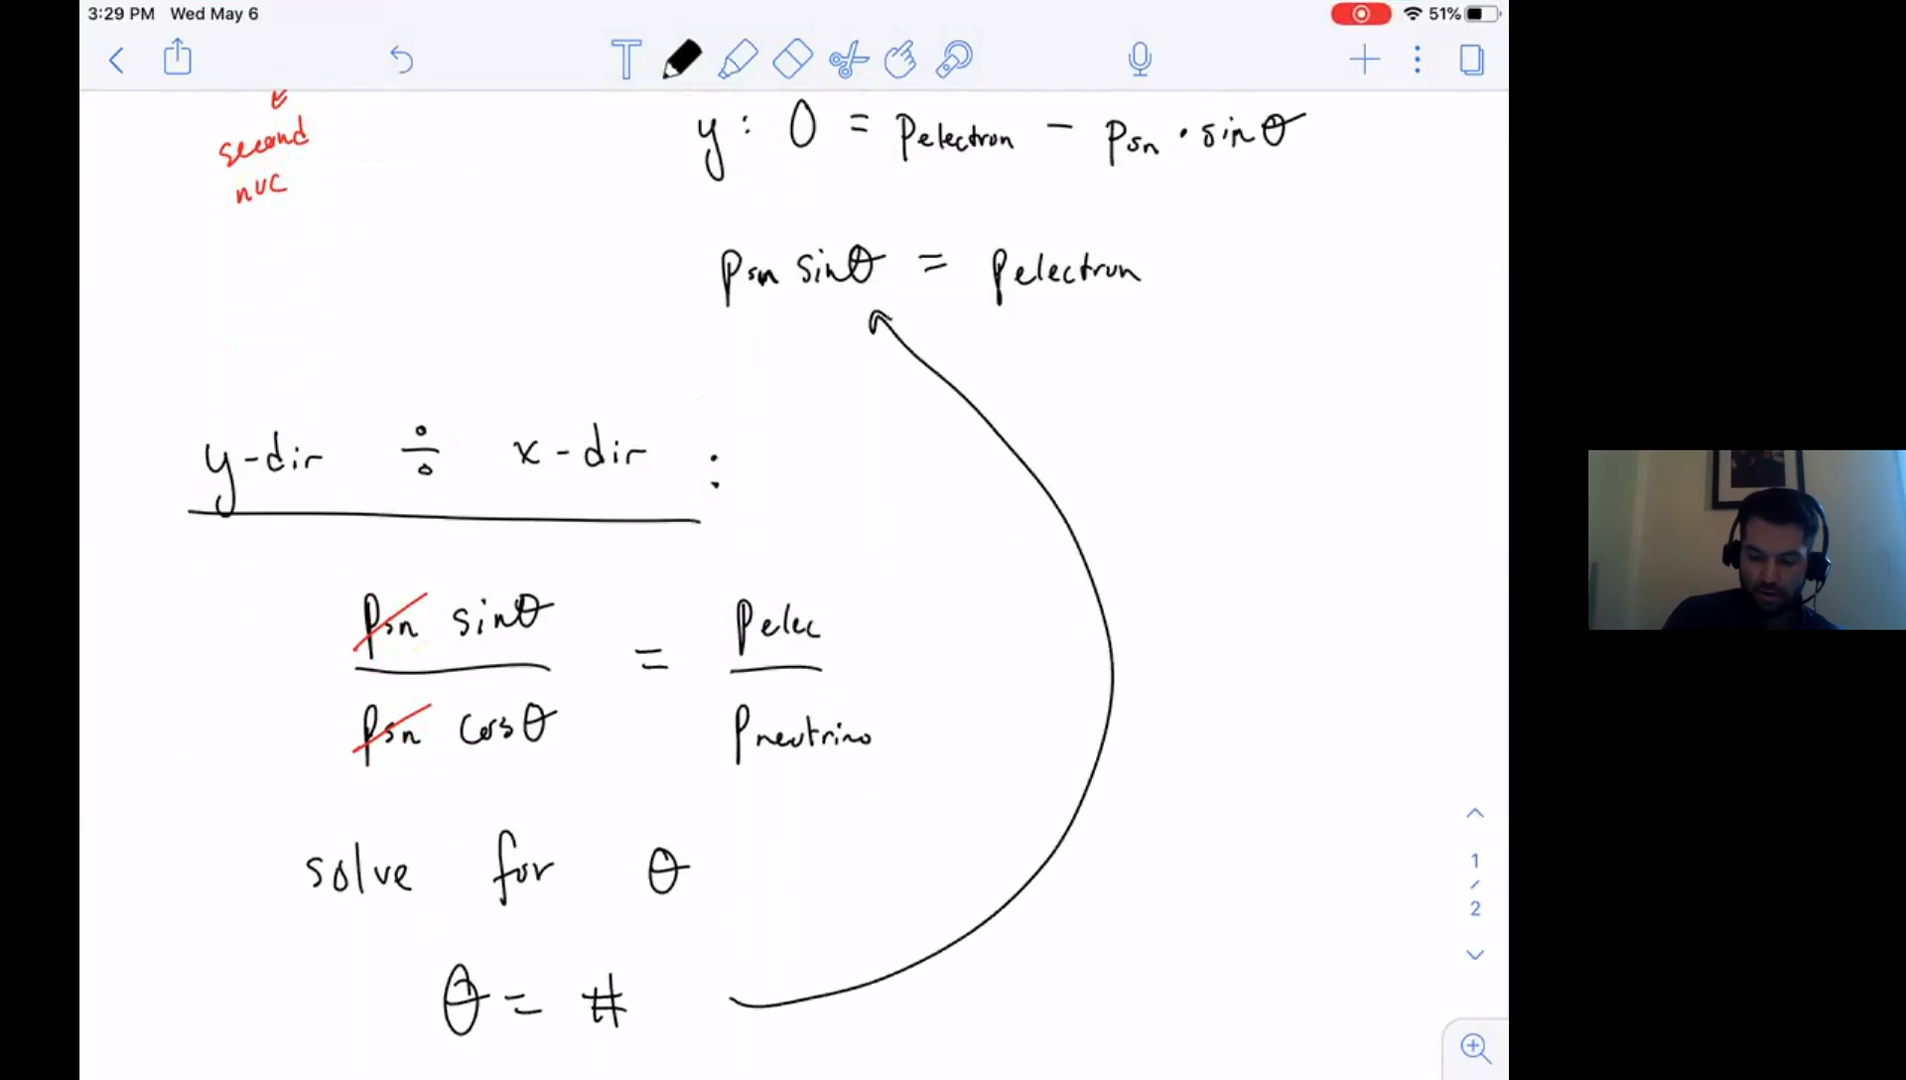 3:29 PM Wed May 6
51%
T
second
nuc
y: 0 = Pelectron - Psn · sinθ
Psn sinθ = Pelectron
y-dir ÷ x-dir :
Psn sinθ / Psn cosθ = Pelec / Pneutrino
solve for θ
θ = #
1
/
2